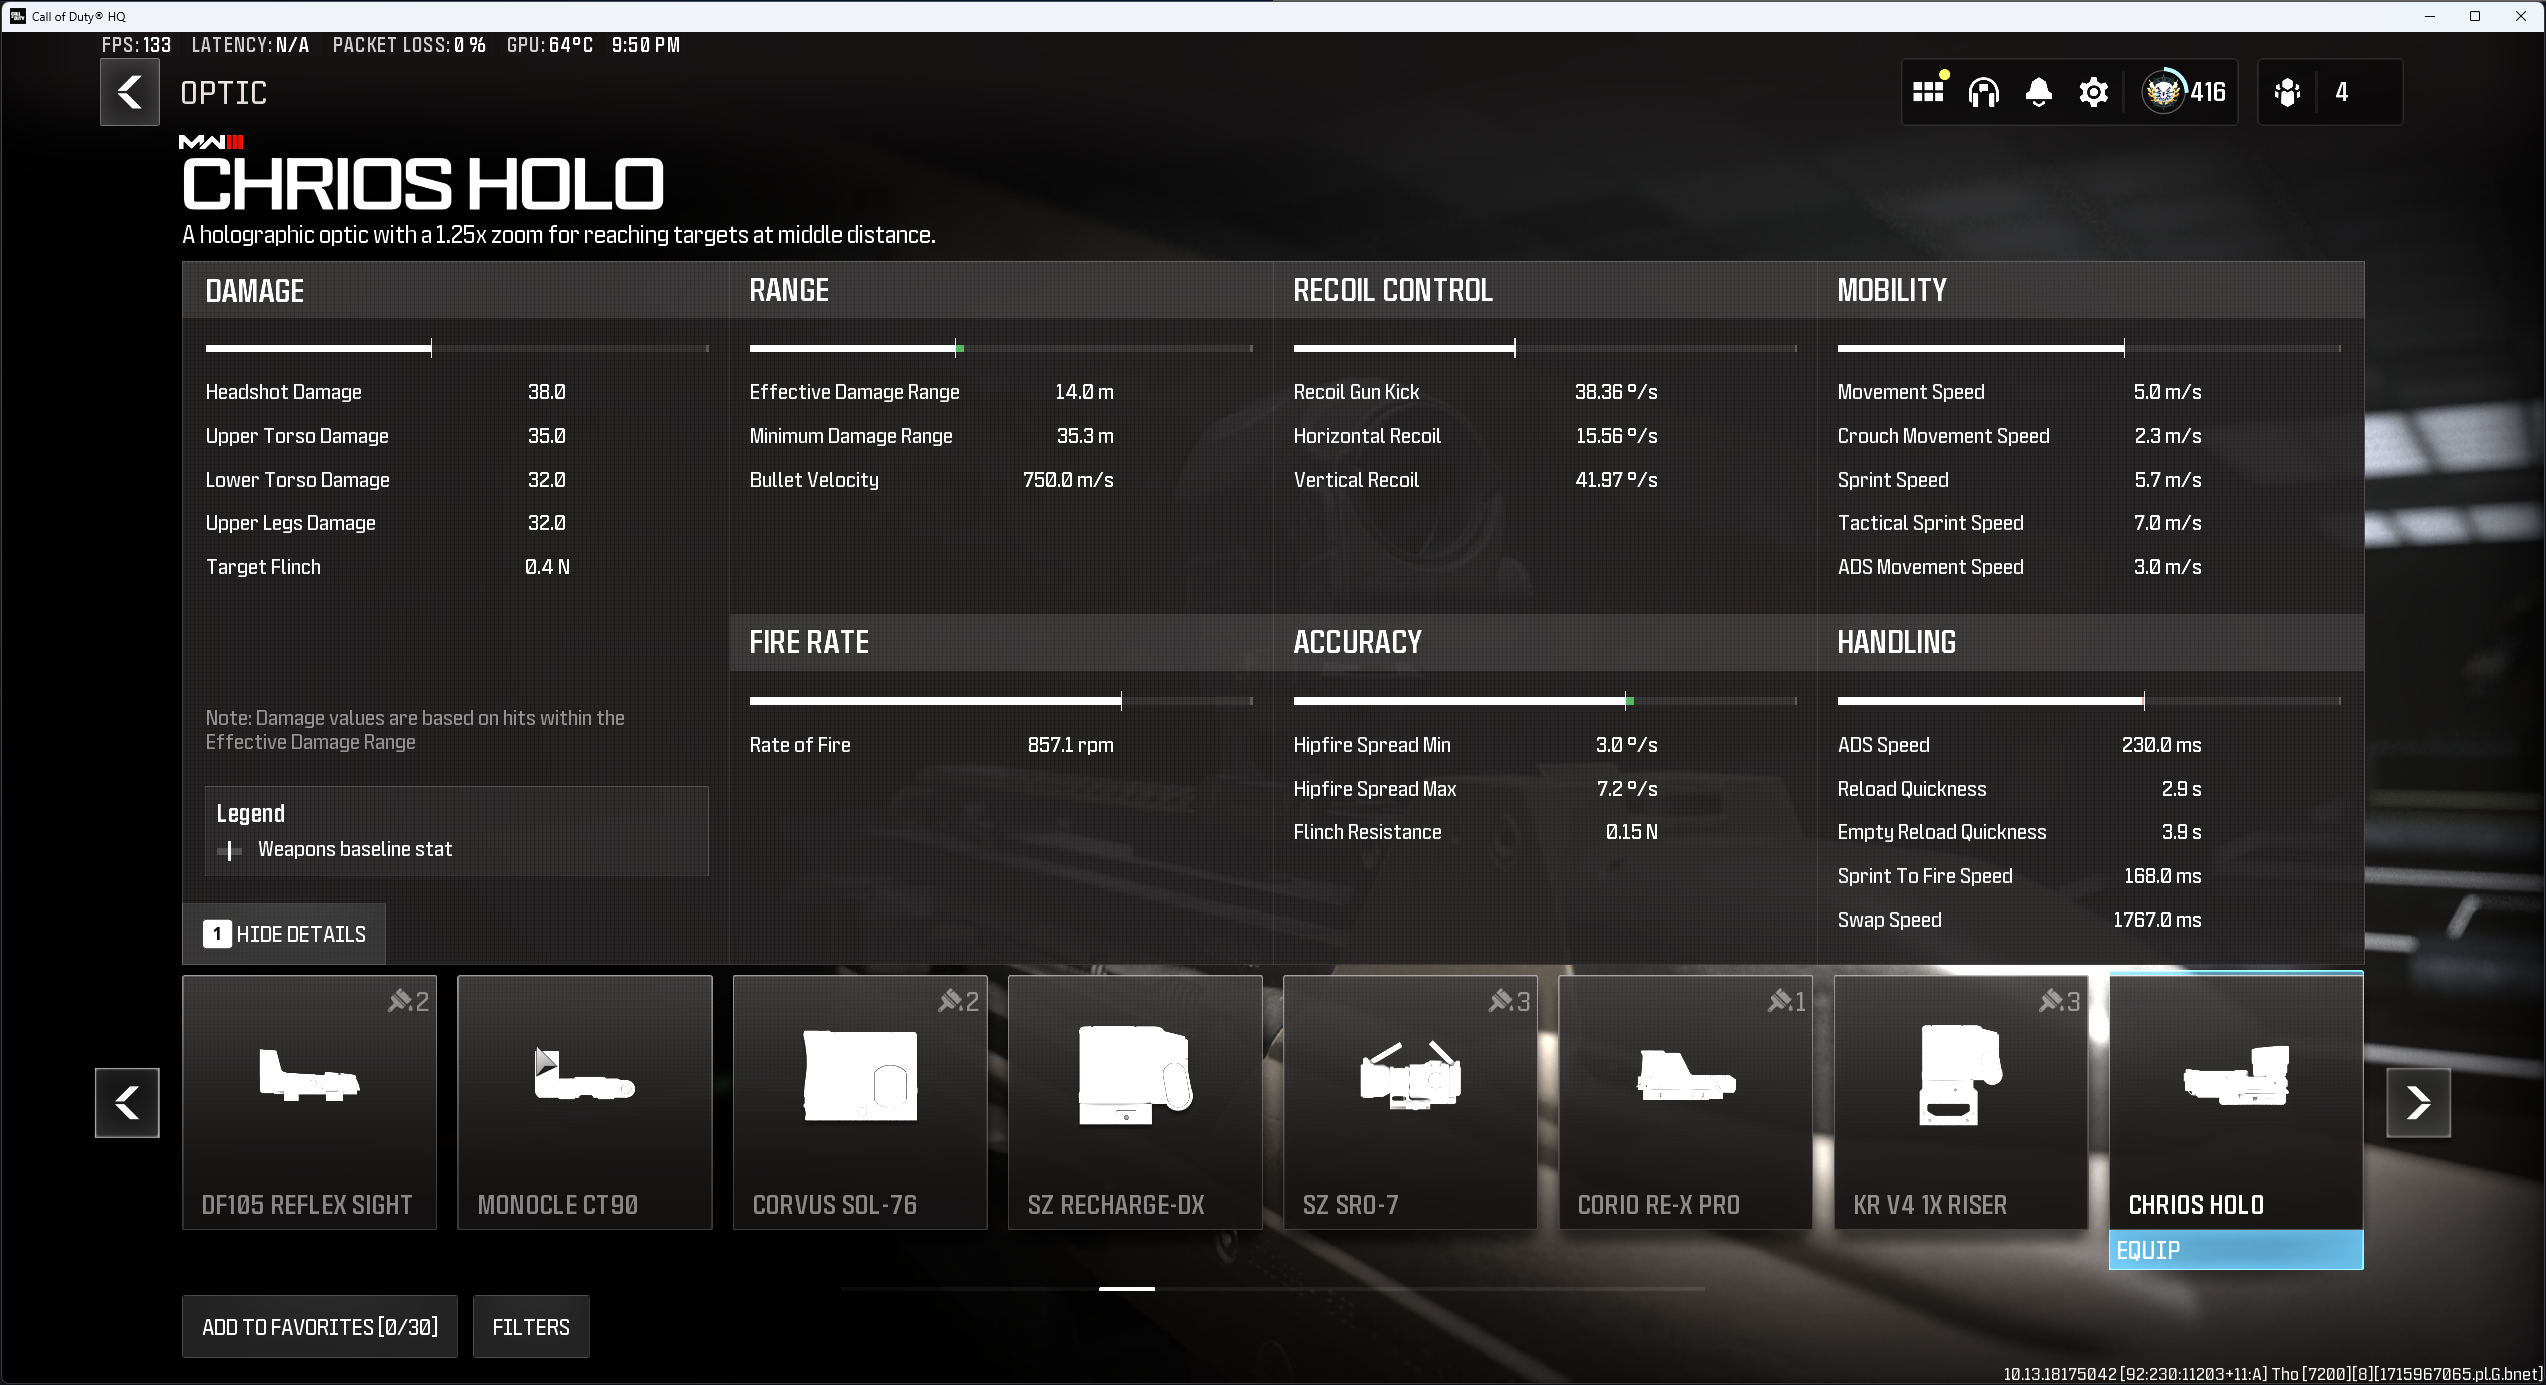 Call of Duty® HQ
FPS: 133 LATENCY: N/A PACKET LOSS: 0 % GPU: 64°C 9:50 PM
OPTIC
416
4
MWIII
CHRIOS HOLO
A holographic optic with a 1.25x zoom for reaching targets at middle distance.
DAMAGE
Headshot Damage 38.0
Upper Torso Damage 35.0
Lower Torso Damage 32.0
Upper Legs Damage 32.0
Target Flinch 0.4 N
Note: Damage values are based on hits within the
Effective Damage Range
Legend
Weapons baseline stat
1 HIDE DETAILS
RANGE
Effective Damage Range 14.0 m
Minimum Damage Range 35.3 m
Bullet Velocity 750.0 m/s
FIRE RATE
Rate of Fire 857.1 rpm
RECOIL CONTROL
Recoil Gun Kick 38.36 º/s
Horizontal Recoil 15.56 º/s
Vertical Recoil 41.97 º/s
ACCURACY
Hipfire Spread Min 3.0 º/s
Hipfire Spread Max 7.2 º/s
Flinch Resistance 0.15 N
MOBILITY
Movement Speed 5.0 m/s
Crouch Movement Speed 2.3 m/s
Sprint Speed 5.7 m/s
Tactical Sprint Speed 7.0 m/s
ADS Movement Speed 3.0 m/s
HANDLING
ADS Speed 230.0 ms
Reload Quickness 2.9 s
Empty Reload Quickness 3.9 s
Sprint To Fire Speed 168.0 ms
Swap Speed 1767.0 ms
2
DF105 REFLEX SIGHT
MONOCLE CT90
2
CORVUS SOL-76
SZ RECHARGE-DX
3
SZ SRO-7
1
CORIO RE-X PRO
3
KR V4 1X RISER
CHRIOS HOLO
EQUIP
ADD TO FAVORITES [0/30]
FILTERS
10.13.18175042 [92:230:11203+11:A] Tho [7200][8][1715967065.pl.G.bnet]